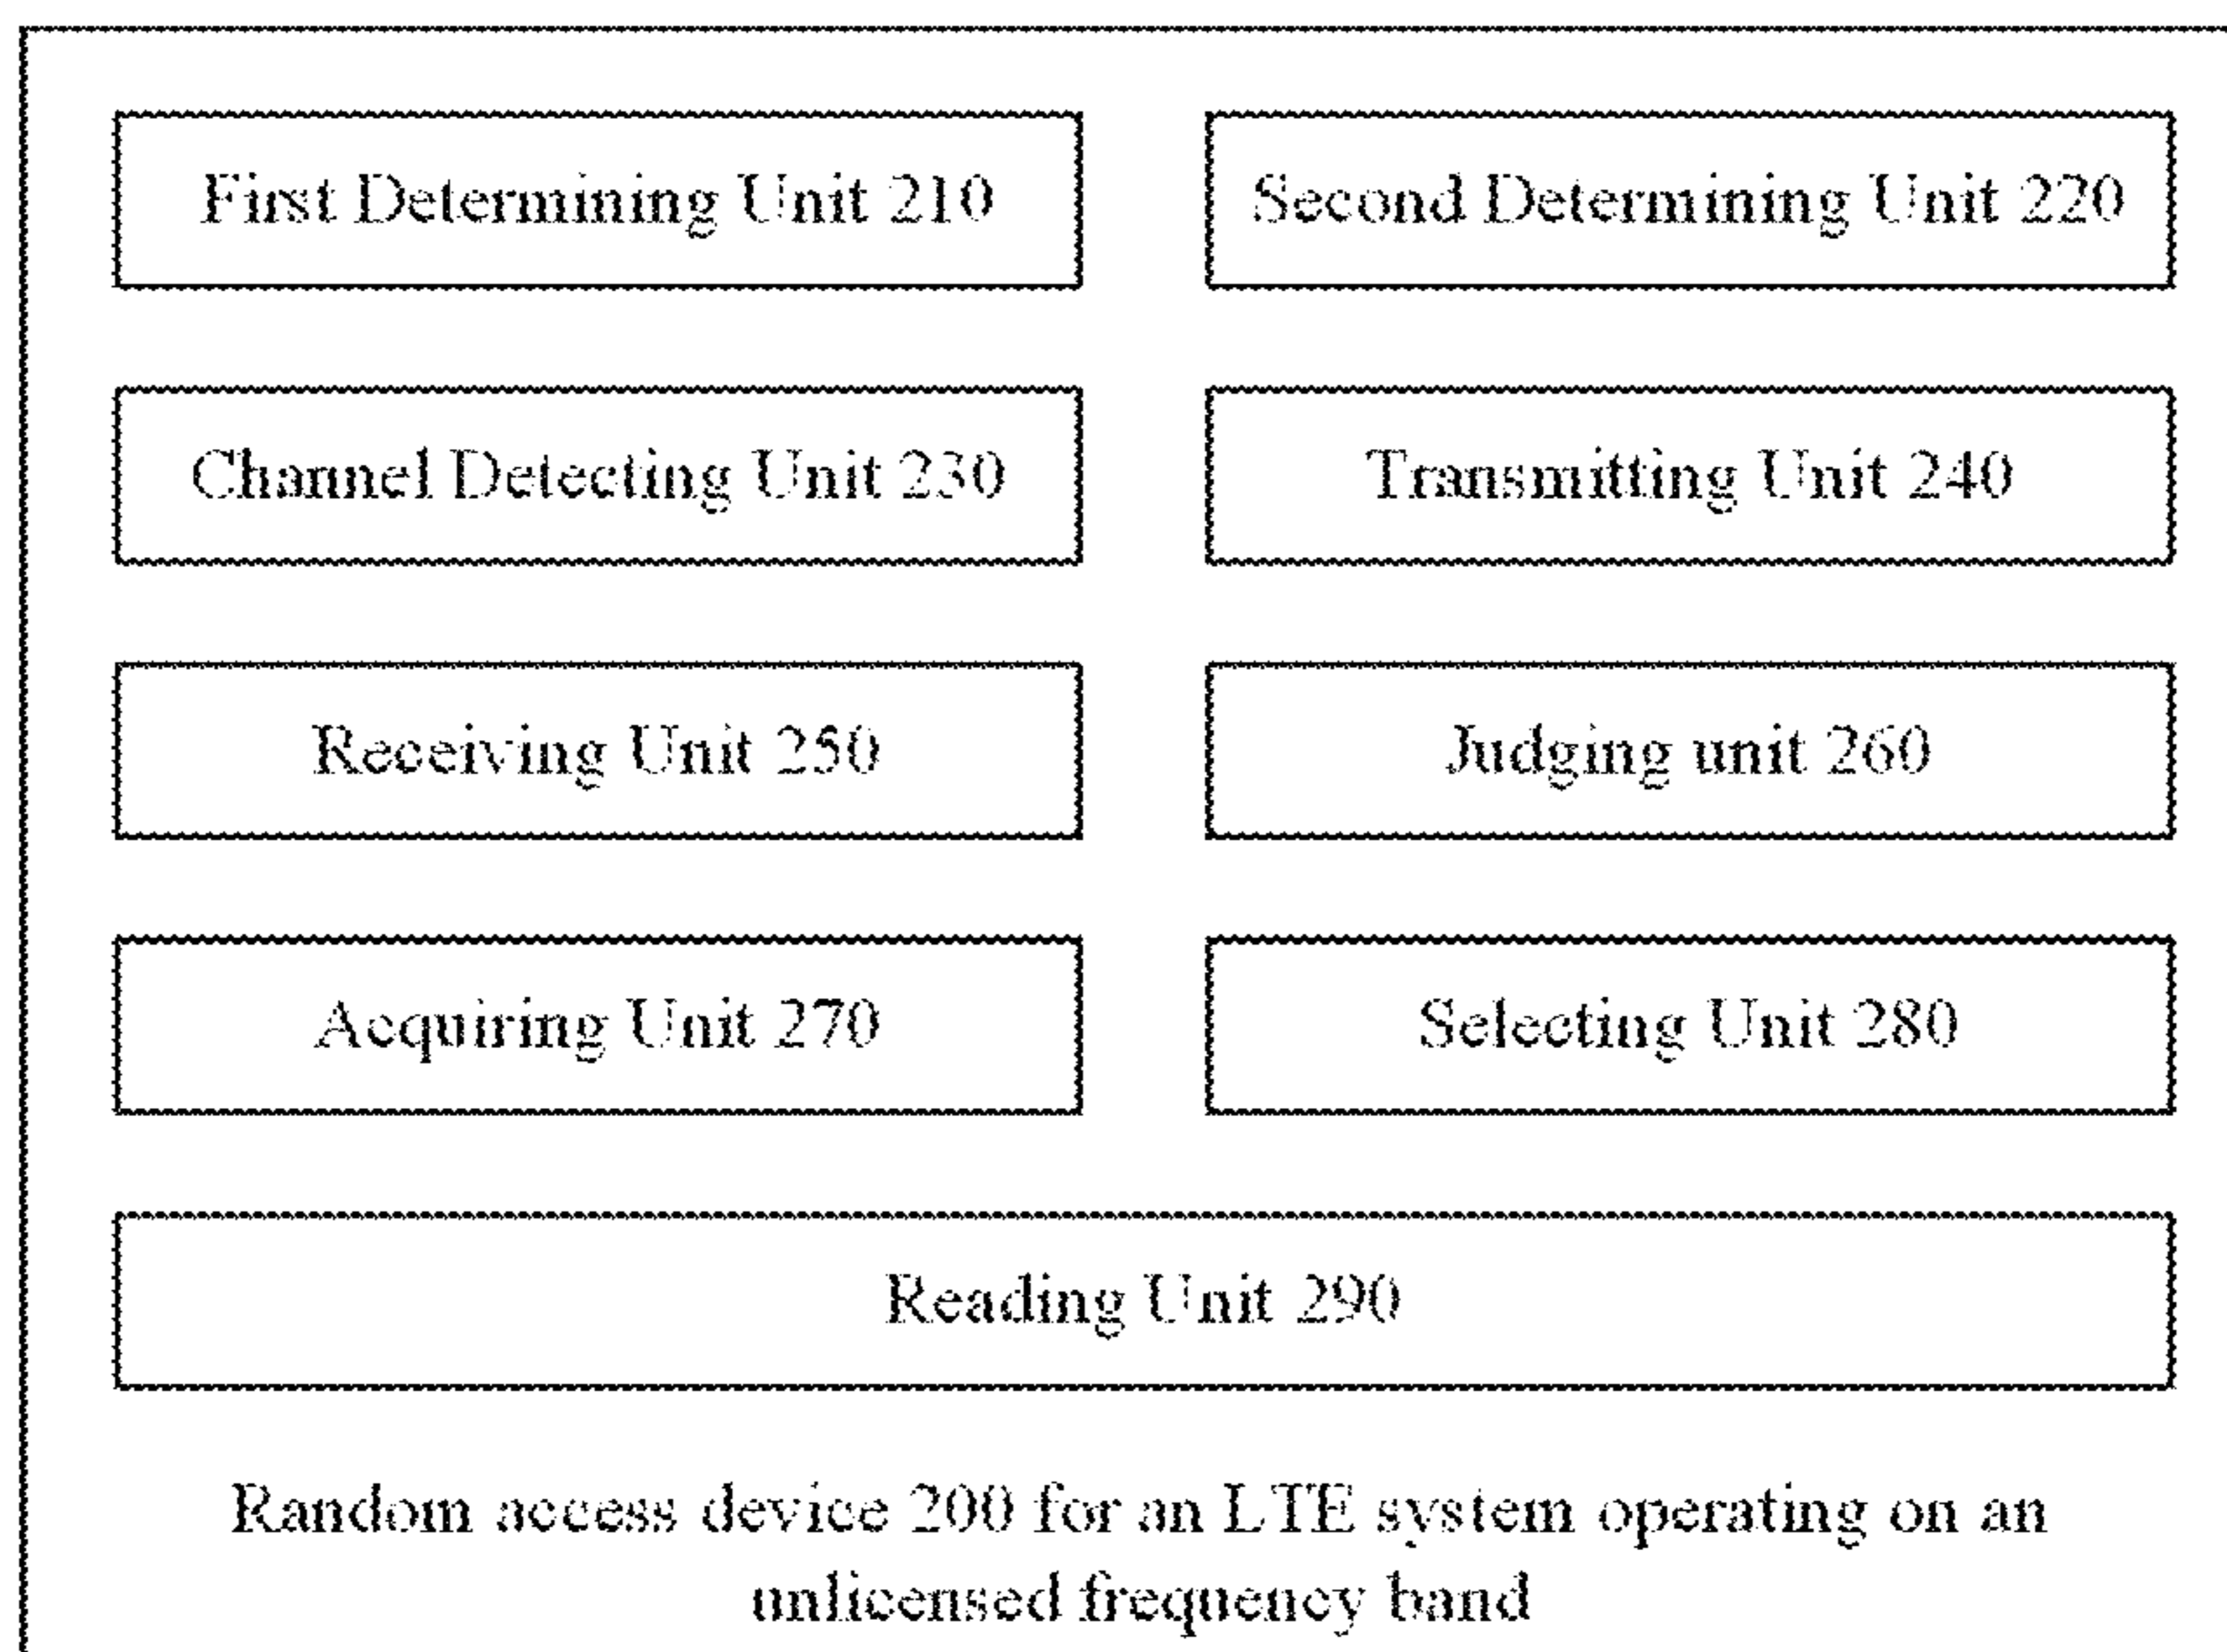 First Determining Unit 210
Second Determining Unit 220
Channel Detecting Unit 230
Transmitting Unit 240
Receiving Unit 250
Judging unit 260
Acquiring Unit 270
Selecting Unit 280
Reading Unit 290
Random access device 200 for an LTE system operating on an
unlicensed frequency band